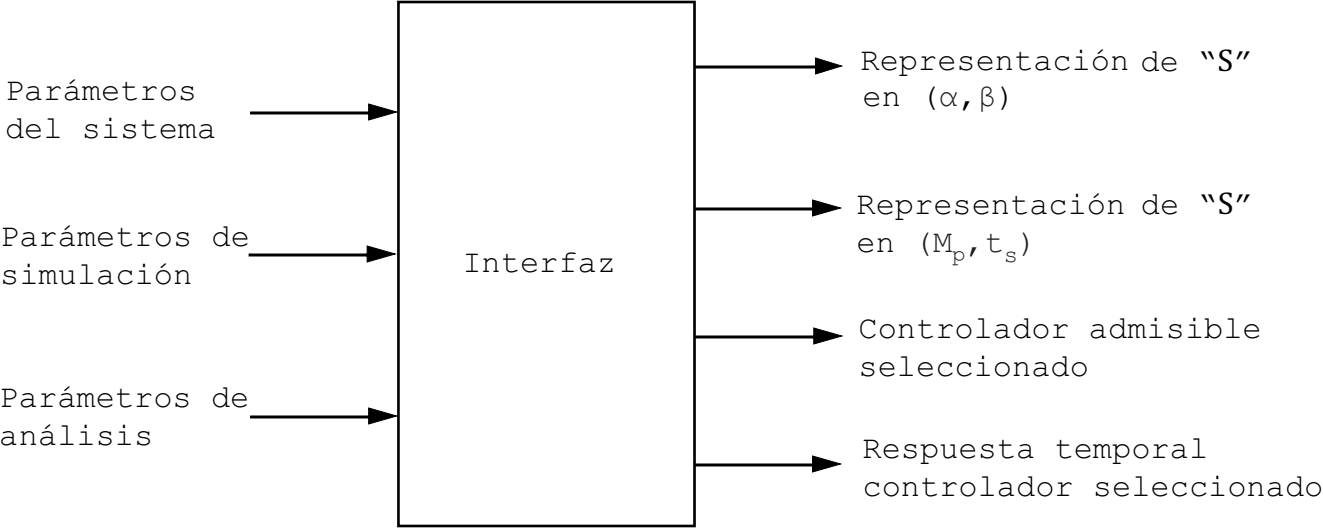 Parámetros
del sistema
Parámetros de
simulación
Parámetros de
análisis
Interfaz
Representación de “S”
en (α,β)
Representación de “S”
en (Mp,ts)
Controlador admisible
seleccionado
Respuesta temporal
controlador seleccionado